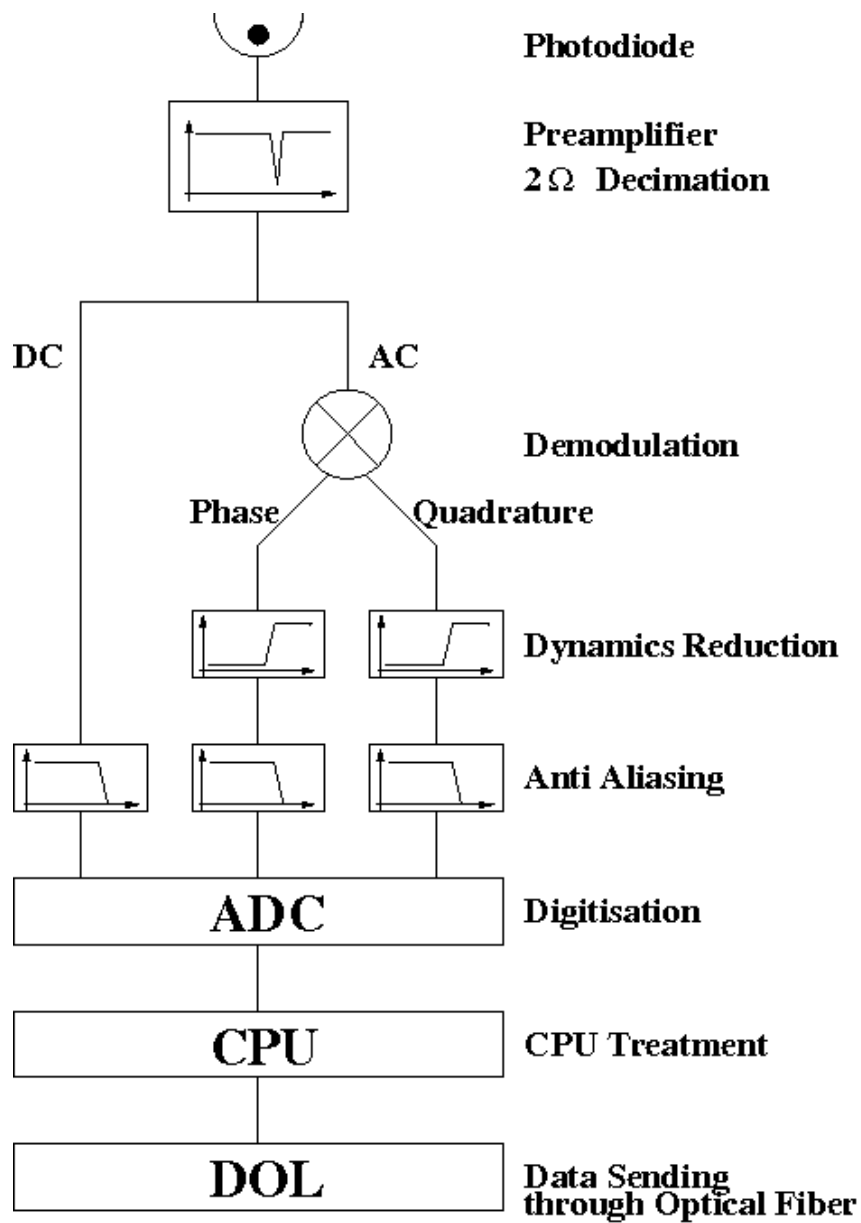 Photodiode
Preamplifier
2 Ω Decimation
DC
AC
Demodulation
Phase
Quadrature
Dynamics Reduction
Anti Aliasing
ADC
Digitisation
CPU
CPU Treatment
DOL
Data Sending
through Optical Fiber